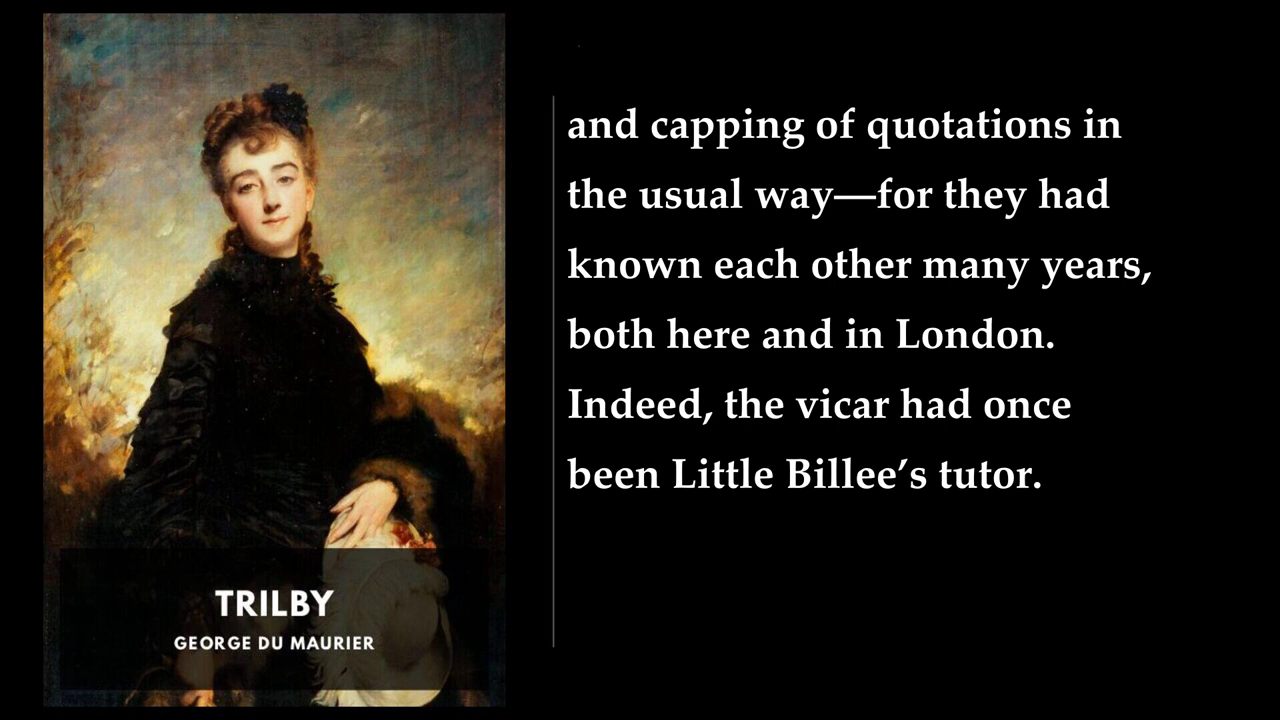 TRILBY
GEORGE DU MAURIER
and capping of quotations in
the usual way—for they had
known each other many years,
both here and in London.
Indeed, the vicar had once
been Little Billee’s tutor.